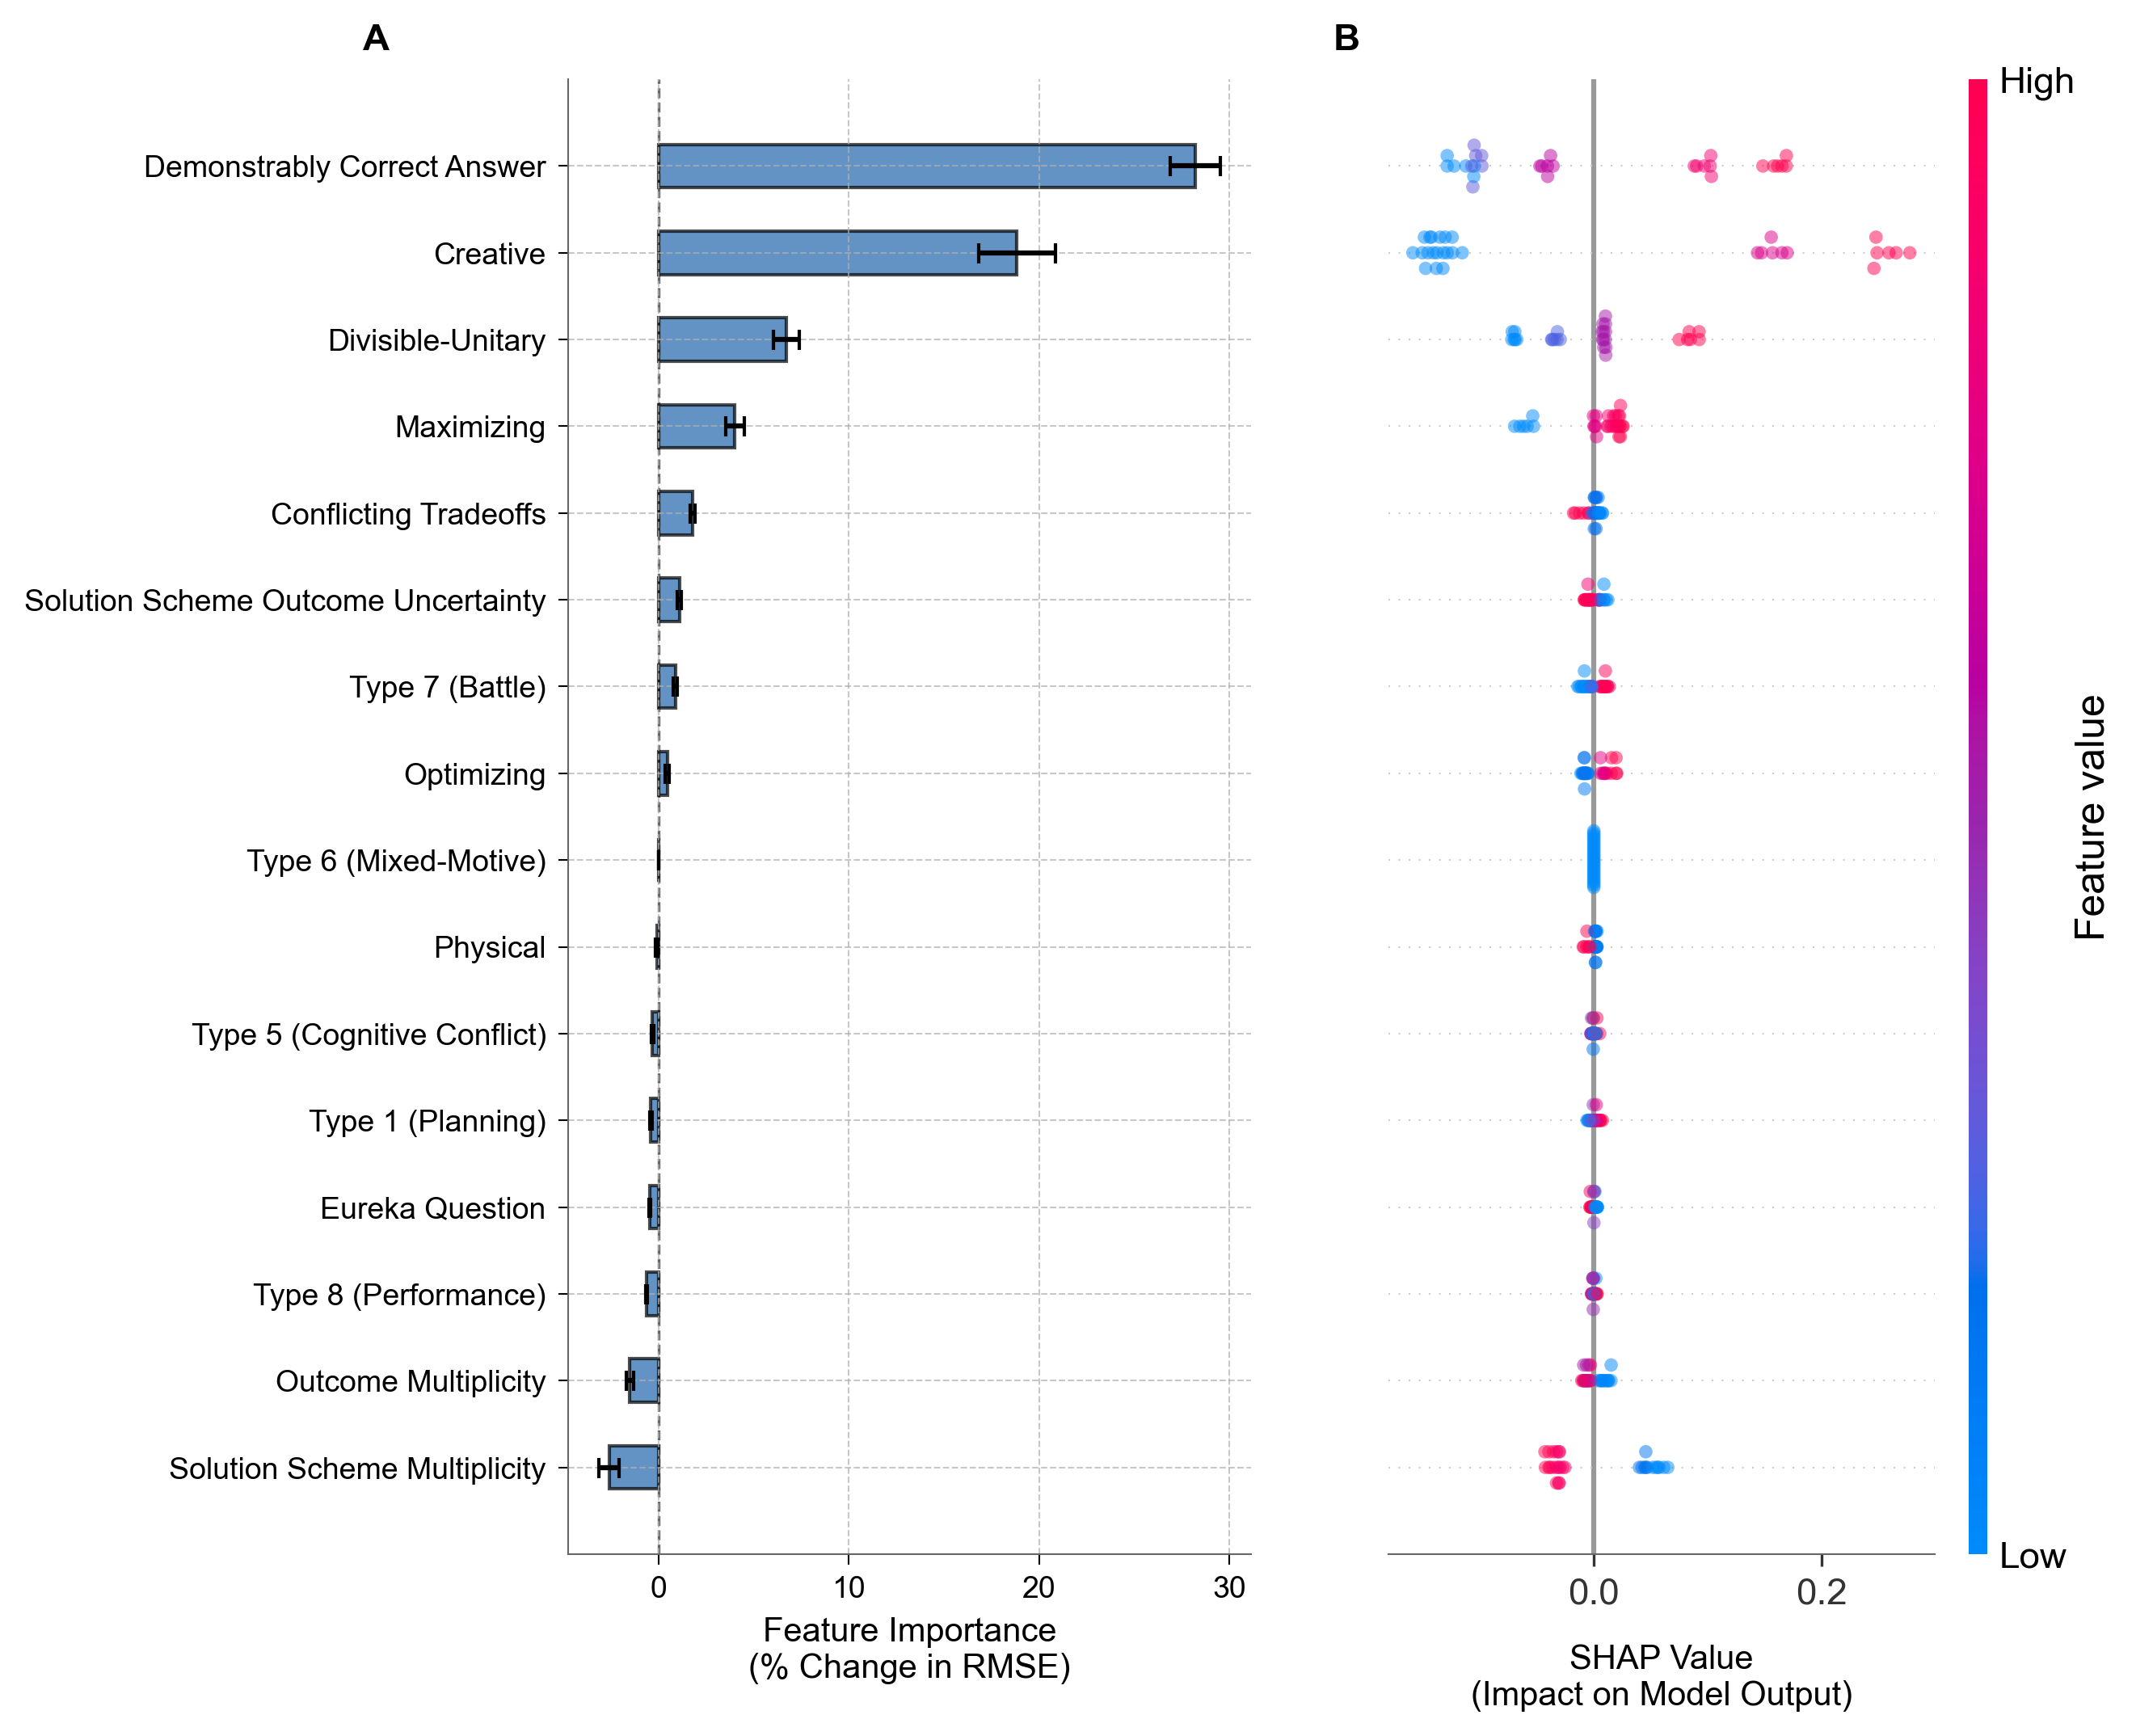 A
B
High
Demonstrably Correct Answer
Creative
Divisible-Unitary
Maximizing
Conflicting Tradeoffs
Solution Scheme Outcome Uncertainty
Type 7 (Battle)
Optimizing
Type 6 (Mixed-Motive)
Physical
Type 5 (Cognitive Conflict)
Type 1 (Planning)
Eureka Question
Type 8 (Performance)
Outcome Multiplicity
Solution Scheme Multiplicity
Feature value
Low
0 10 20 30
Feature Importance
(% Change in RMSE)
0.0 0.2
SHAP Value
(Impact on Model Output)